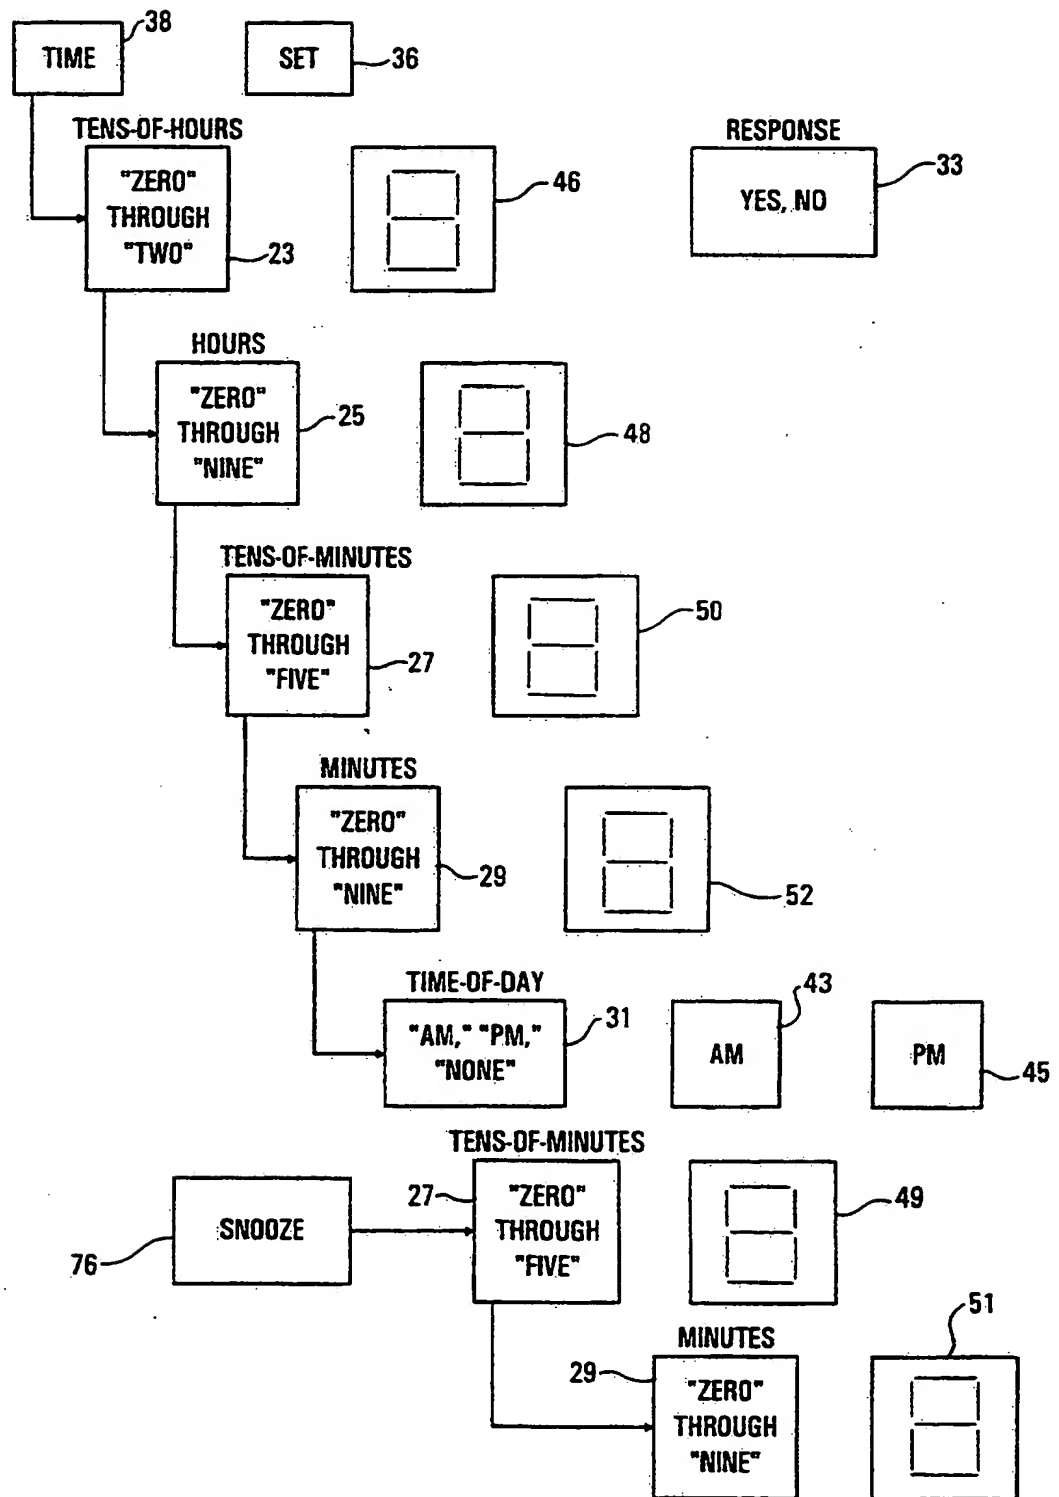 38
TIME
SET
36
TENS-OF-HOURS
"ZERO"
THROUGH
"TWO"
23
46
RESPONSE
YES, NO
33
HOURS
"ZERO"
THROUGH
"NINE"
25
48
TENS-OF-MINUTES
"ZERO"
THROUGH
"FIVE"
27
50
MINUTES
"ZERO"
THROUGH
"NINE"
29
52
TIME-OF-DAY
"AM," "PM,"
"NONE"
31
AM
43
PM
45
SNOOZE
76
TENS-OF-MINUTES
27
"ZERO"
THROUGH
"FIVE"
49
MINUTES
29
"ZERO"
THROUGH
"NINE"
51